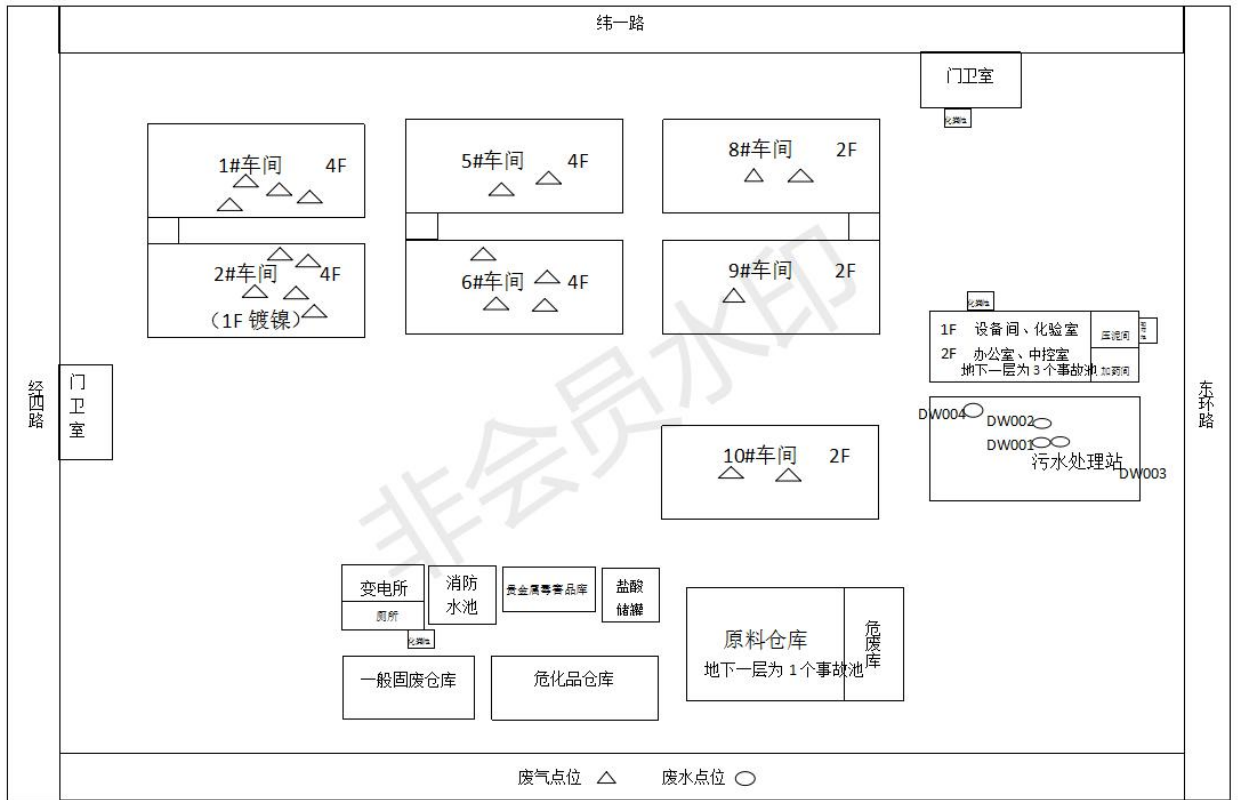 纬一路
门卫室
化粪池
1#车间 4F
5#车间 4F
8#车间 2F
2#车间 4F
（1F 镀镍）
6#车间 4F
9#车间 2F
化粪池
1F 设备间、化验室
压泥间
2F 办公室、中控室
地下一层为 3 个事故池
加药间
经四路
门卫室
东环路
DW004
DW002
DW001
污水处理站
DW003
10#车间 2F
变电所
厕所
消防
水池
贵金属毒害品库
盐酸
储罐
化粪池
原料仓库
地下一层为 1 个事故池
危废库
一般固废仓库
危化品仓库
废气点位
废水点位
非会员水印